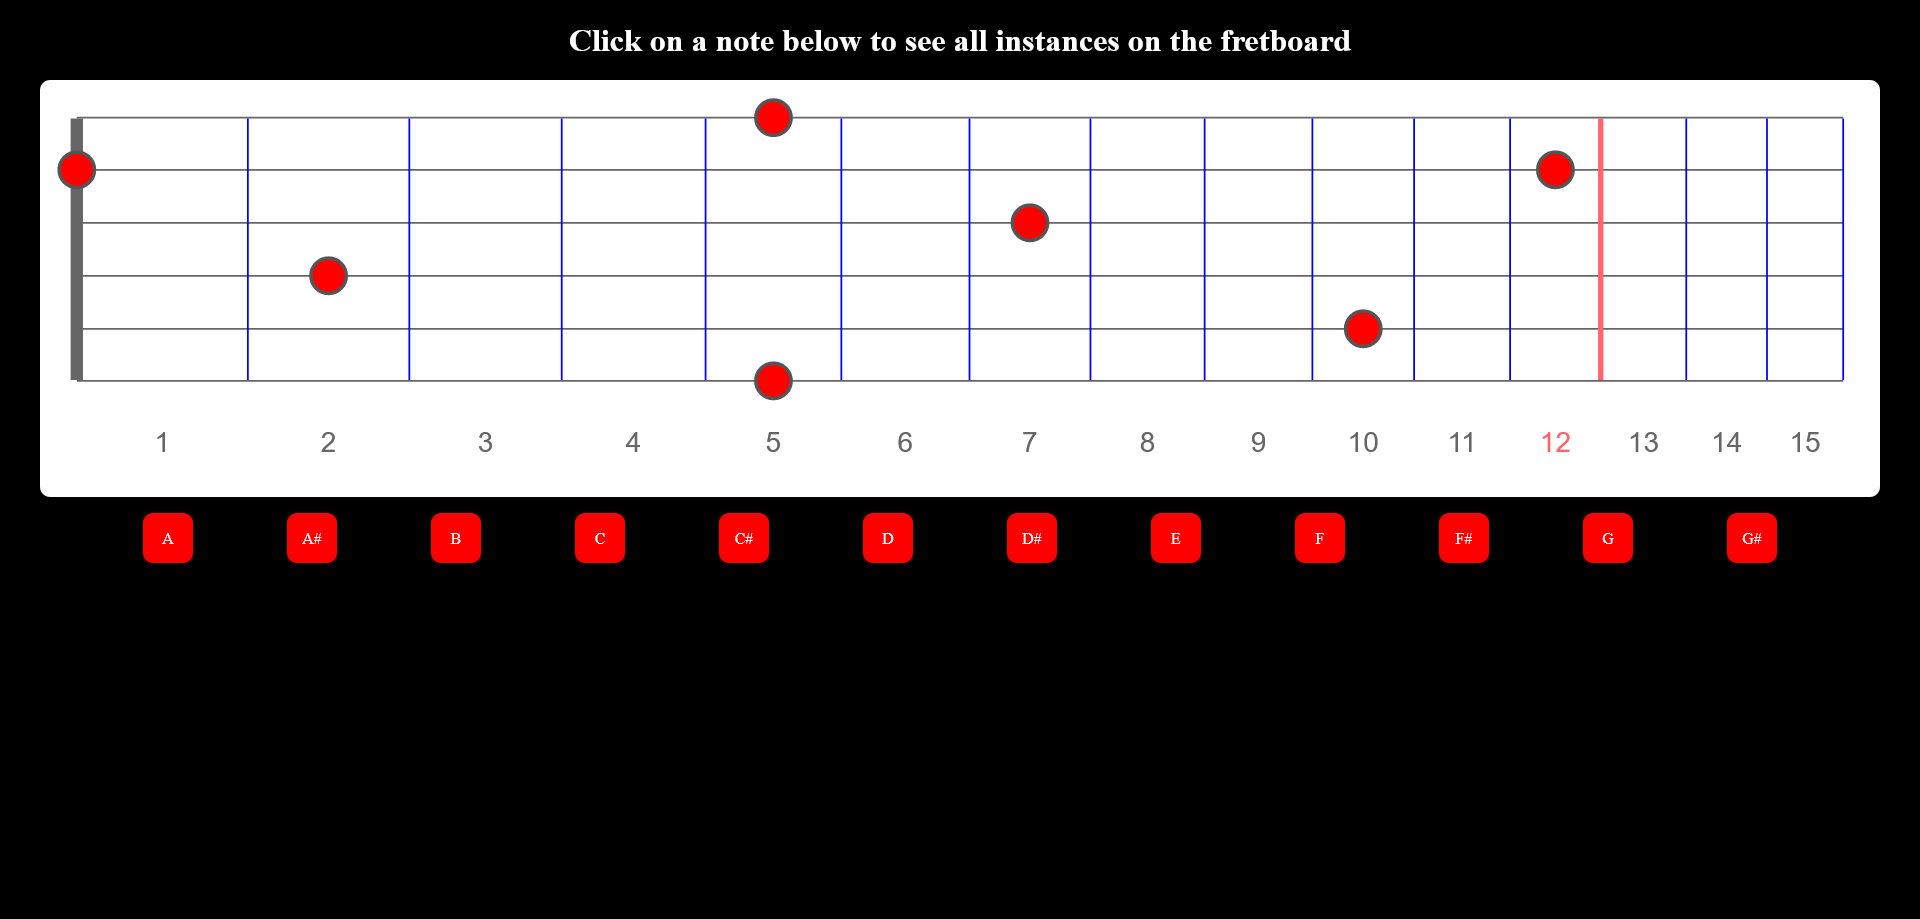 Click on a note below to see all instances on the fretboard
1 2 3 4 5 6 7 8 9 10 11 12 13 14 15
A A# B C C# D D# E F F# G G#